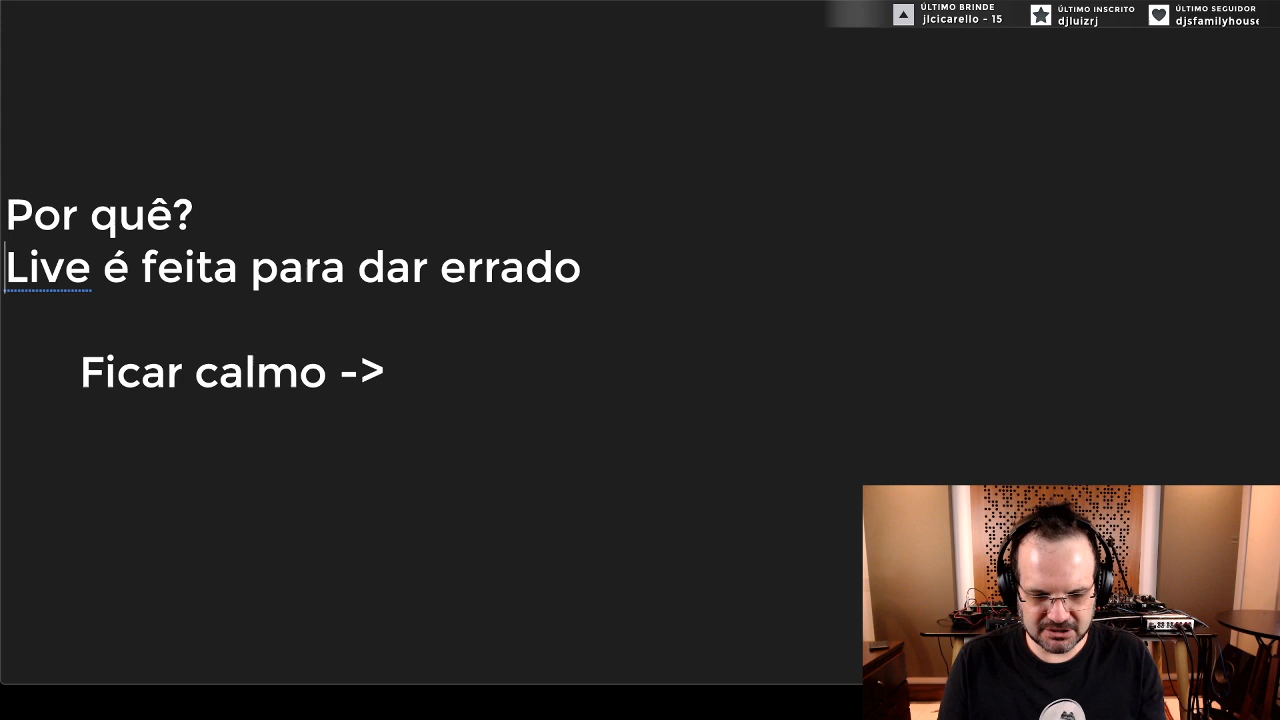 ÚLTIMO BRINDE
jlcicarello - 15
ÚLTIMO INSCRITO
djluizrj
ÚLTIMO SEGUIDOR
djsfamilyhouse
Por quê?
Live é feita para dar errado
Ficar calmo ->